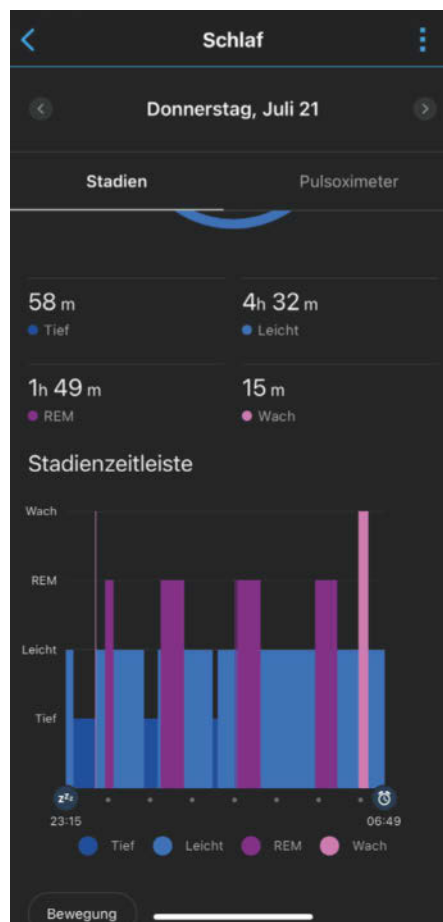 Schlaf
Donnerstag, Juli 21
Stadien Pulsoximeter
58 m 4h 32 m
Tief Leicht
1h 49 m 15 m
REM Wach
Stadienzeitleiste
Wach
REM
Leicht
Tief
zzz
23:15 06:49
Tief Leicht REM Wach
Bewegung